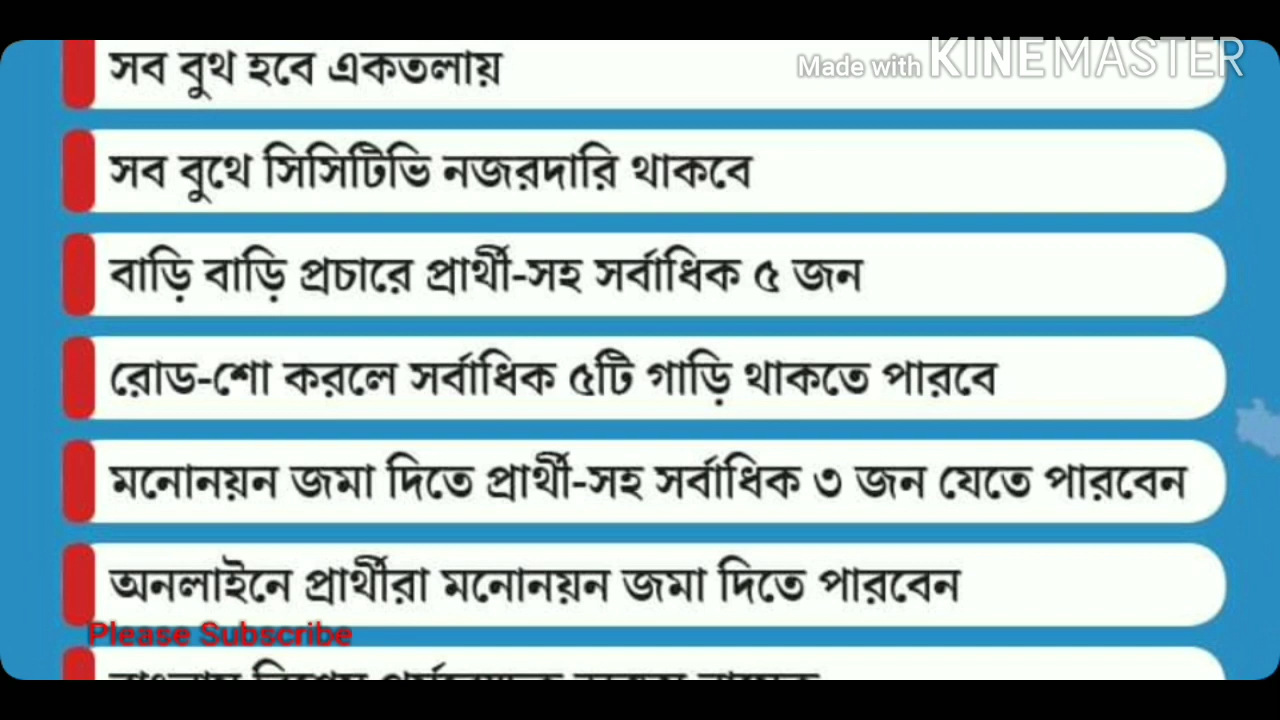 সব বুথ হবে একতলায়
Made with KINEMASTER
সব বুথে সিসিটিভি নজরদারি থাকবে
বাড়ি বাড়ি প্রচারে প্রার্থী-সহ সর্বাধিক ৫ জন
রোড-শো করলে সর্বাধিক ৫টি গাড়ি থাকতে পারবে
মনোনয়ন জমা দিতে প্রার্থী-সহ সর্বাধিক ৩ জন যেতে পারবেন
অনলাইনে প্রার্থীরা মনোনয়ন জমা দিতে পারবেন
Please Subscribe